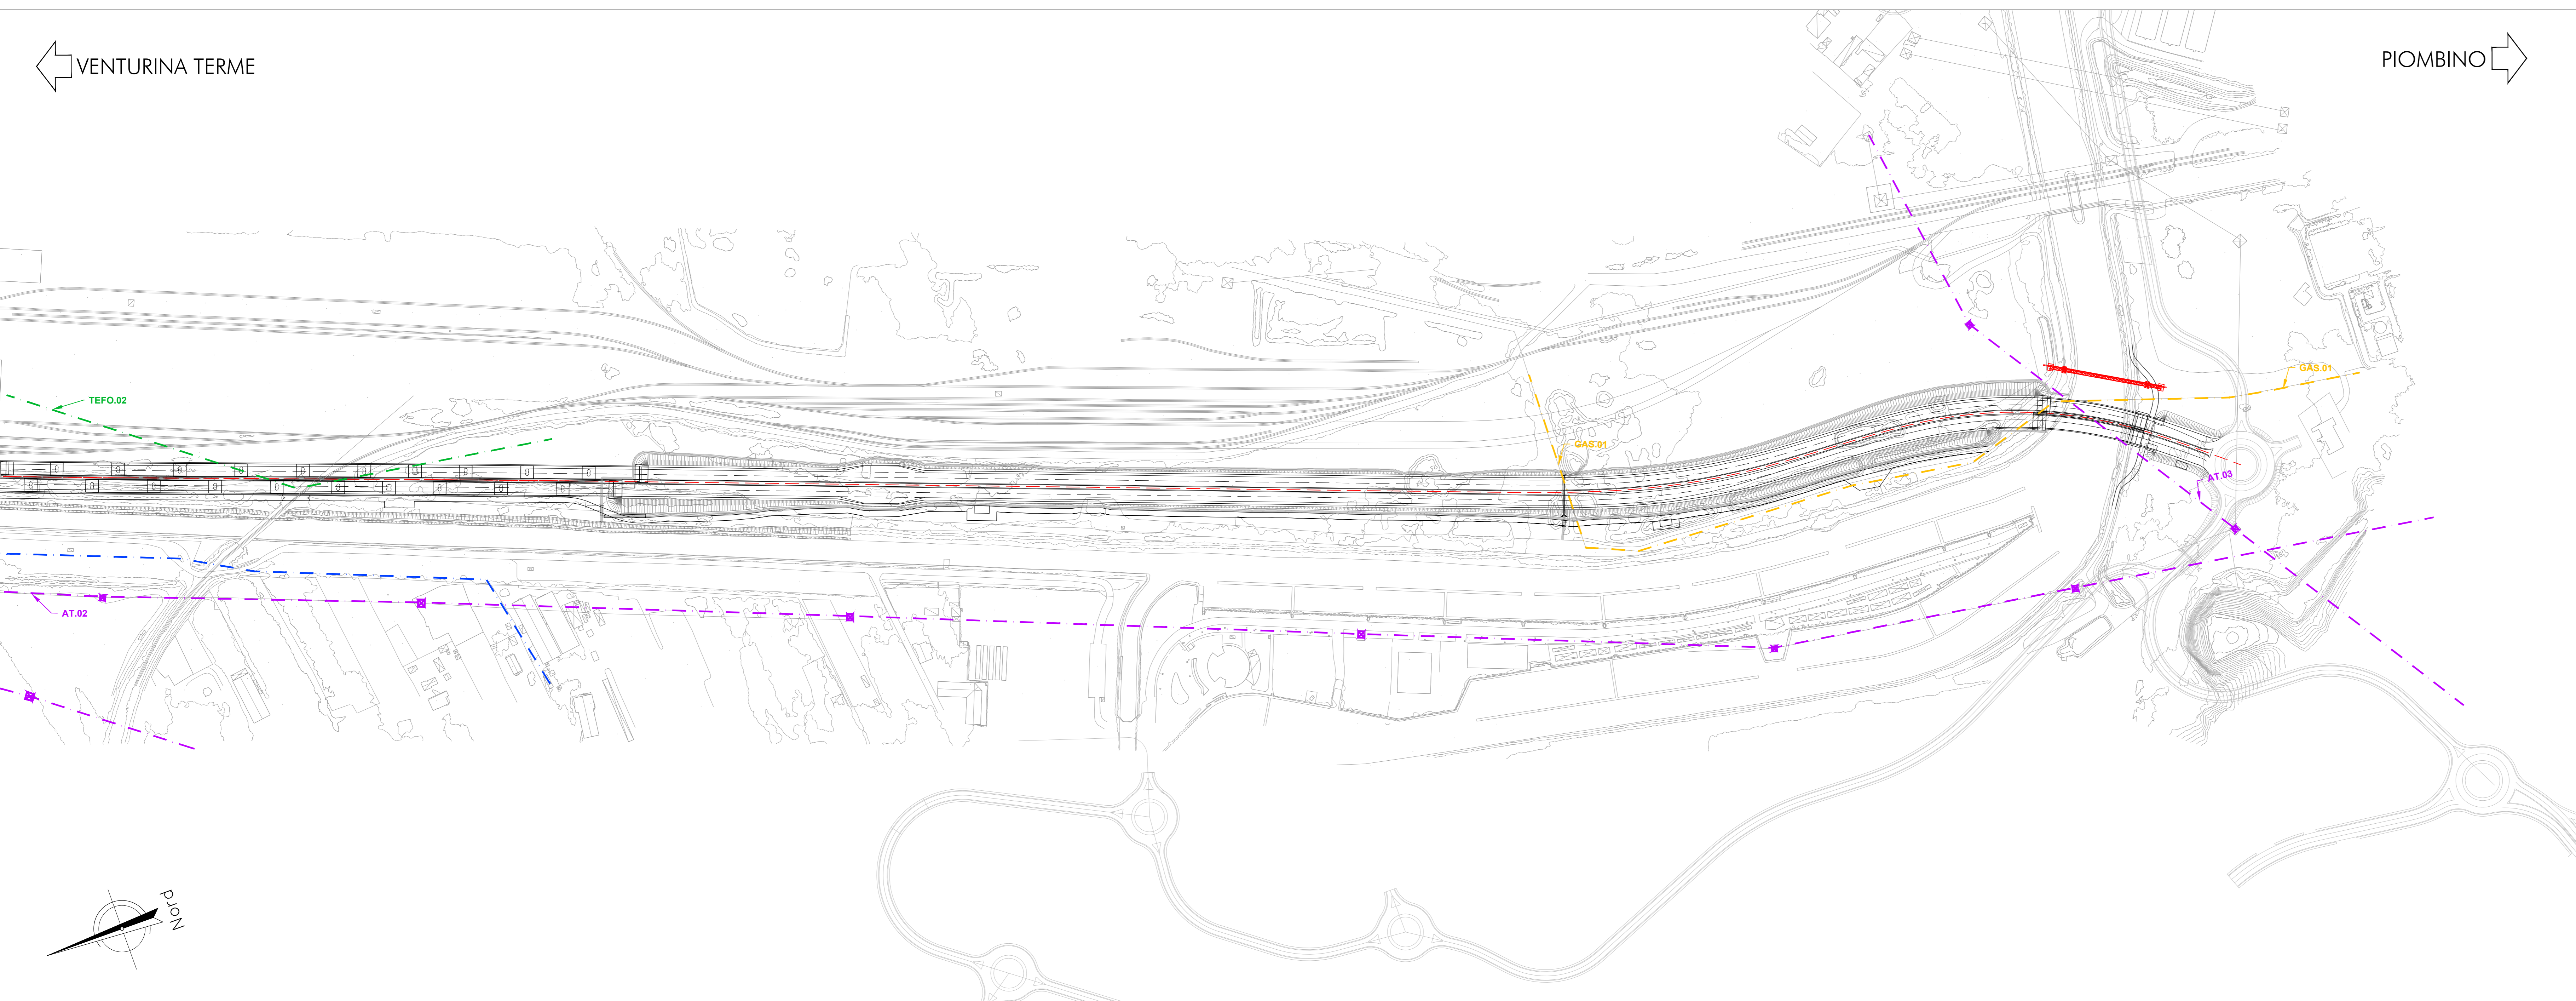 VENTURINA TERME
PIOMBINO
GAS.01
TEFO.02
GAS.01
AT.03
AT.02
Nord